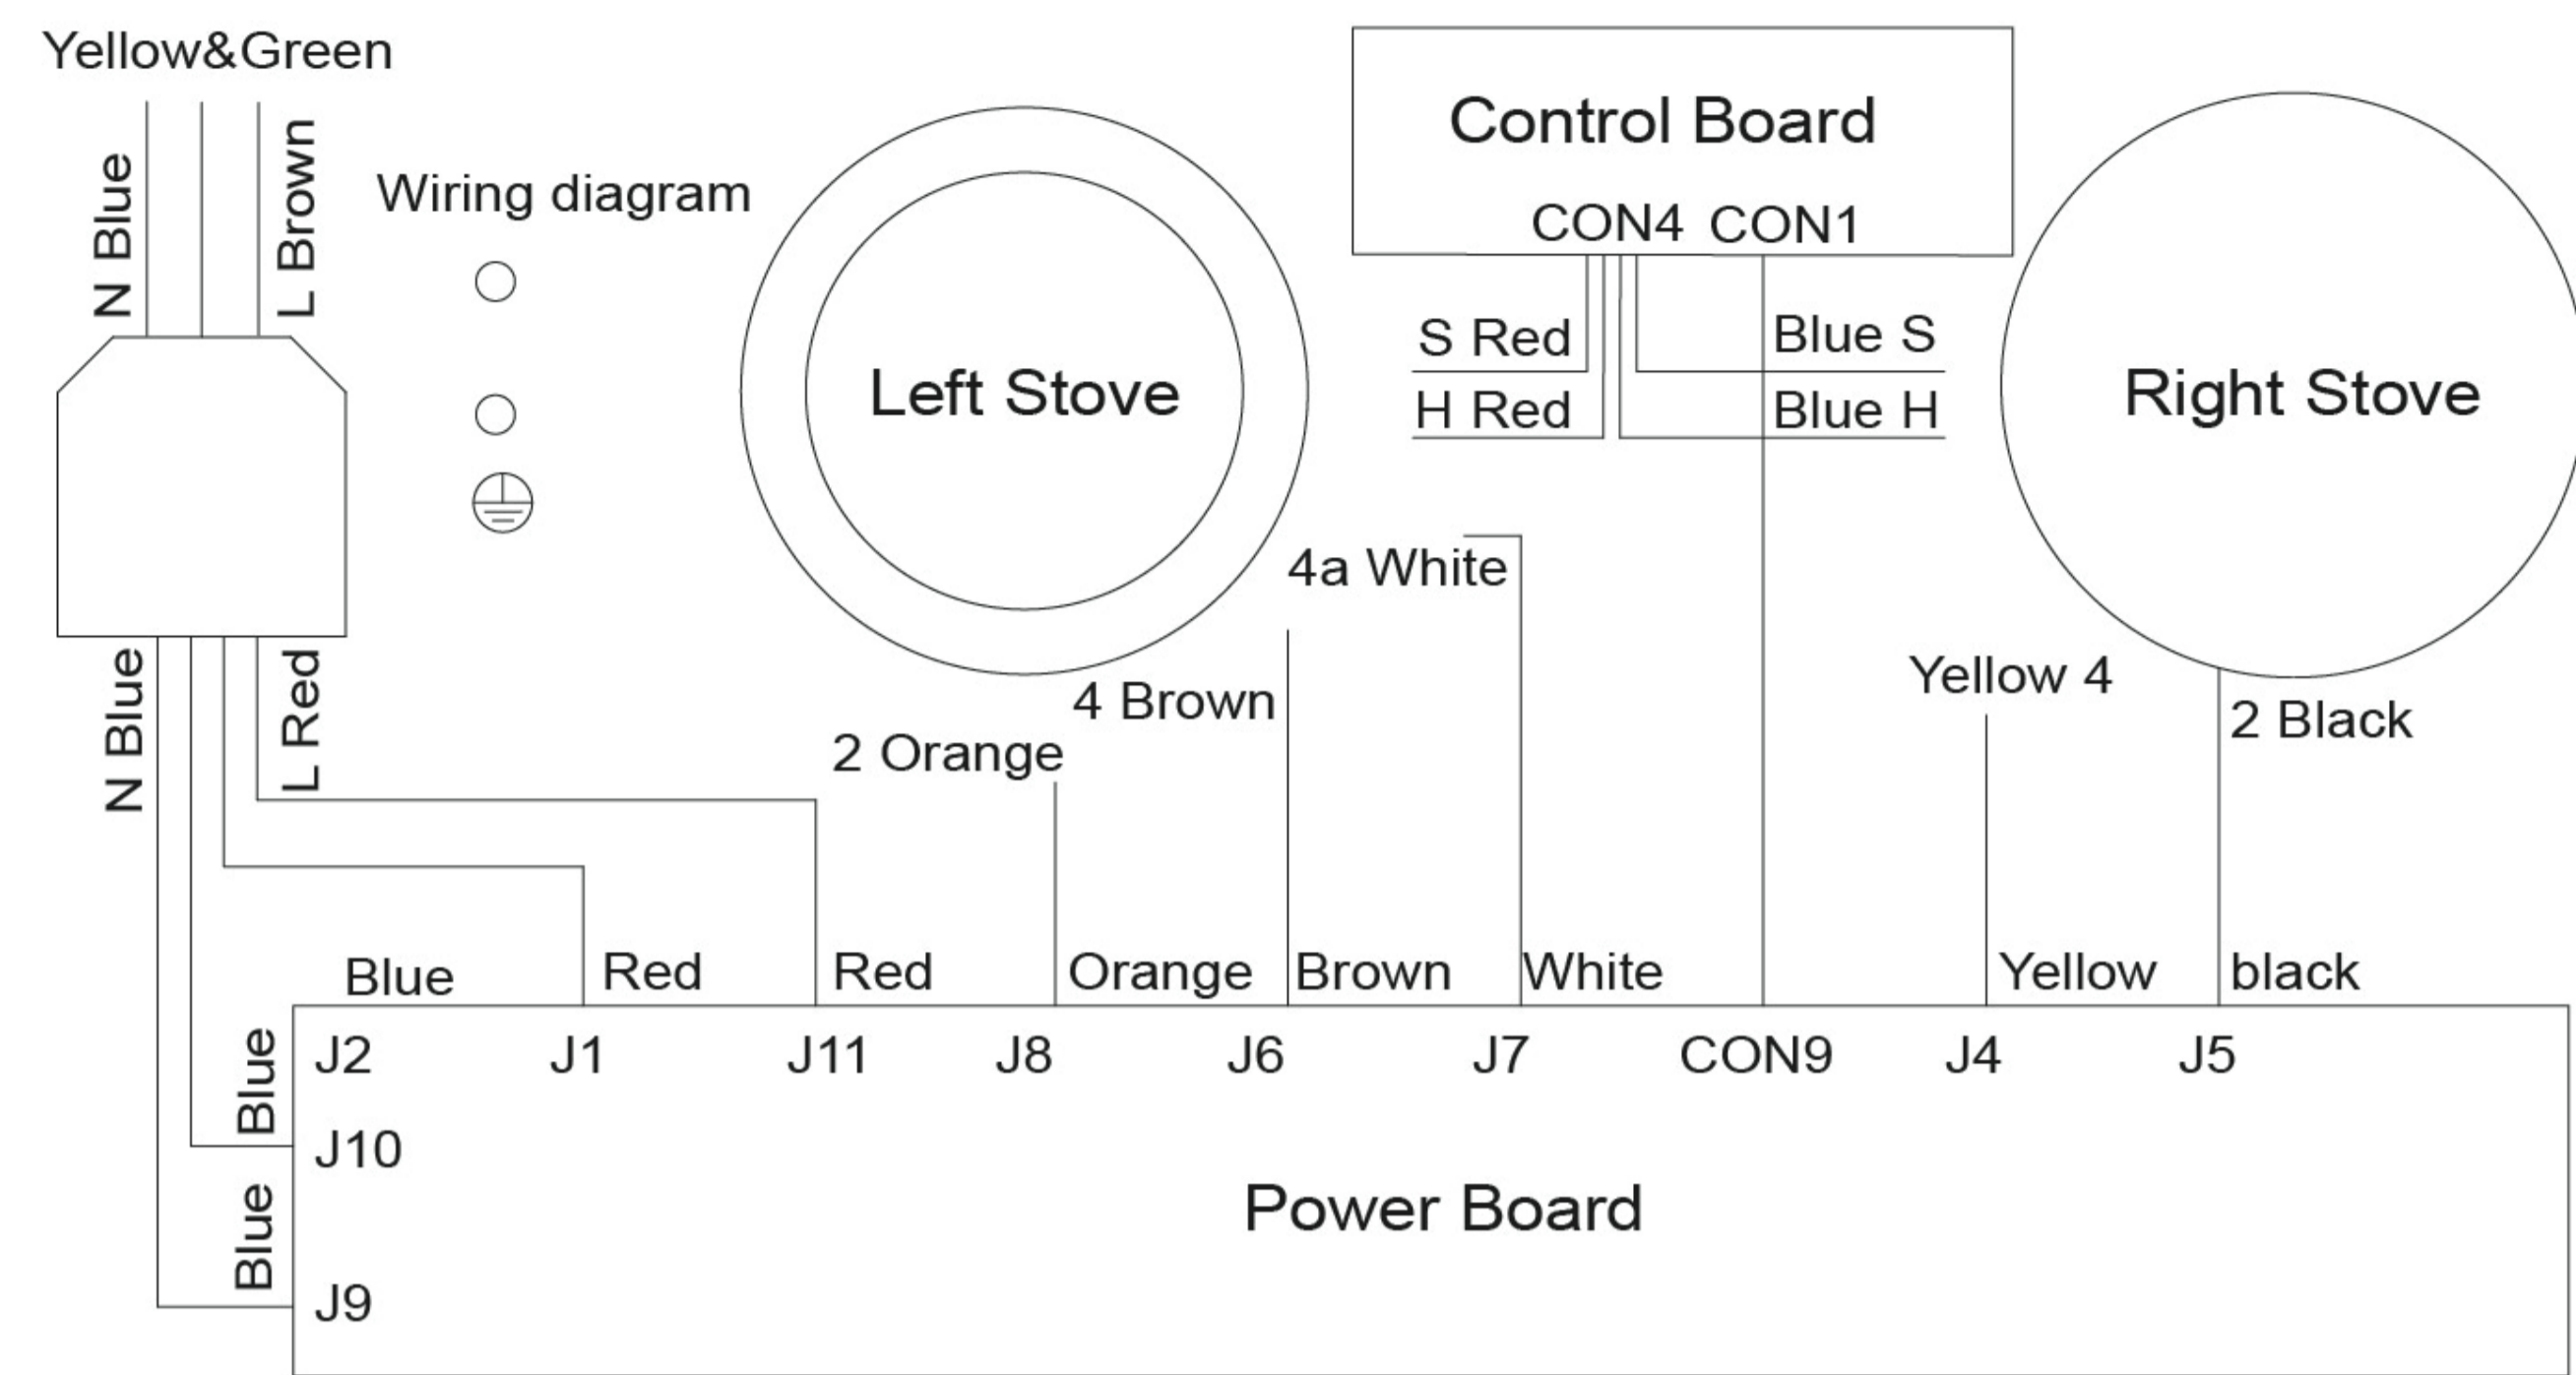 Yellow&Green
N Blue
L Brown
Wiring diagram
Left Stove
Control Board
CON4 CON1
S Red
Blue S
H Red
Blue H
Right Stove
4a White
N Blue
L Red
4 Brown
2 Orange
Yellow 4
2 Black
Blue
Red
Red
Orange
Brown
White
Yellow
black
Blue
J2
J1
J11
J8
J6
J7
CON9
J4
J5
J10
Blue
Power Board
J9